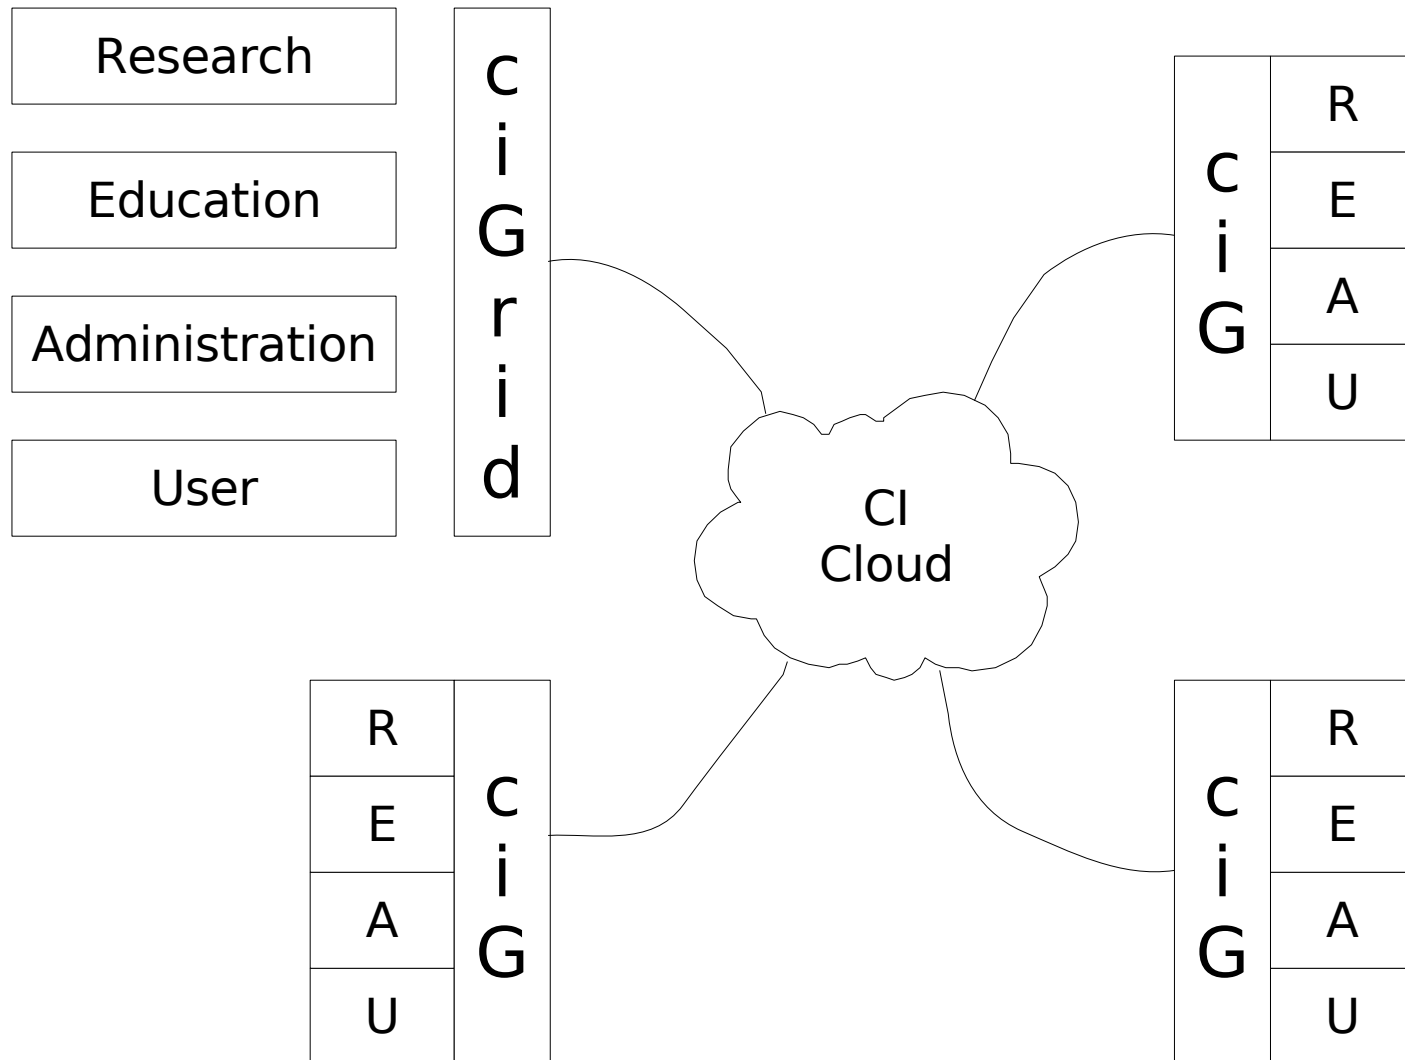 Research
Education
Administration
User
c
i
G
r
i
d
c
i
G
R
E
A
U
CI
Cloud
R
E
A
U
c
i
G
c
i
G
R
E
A
U